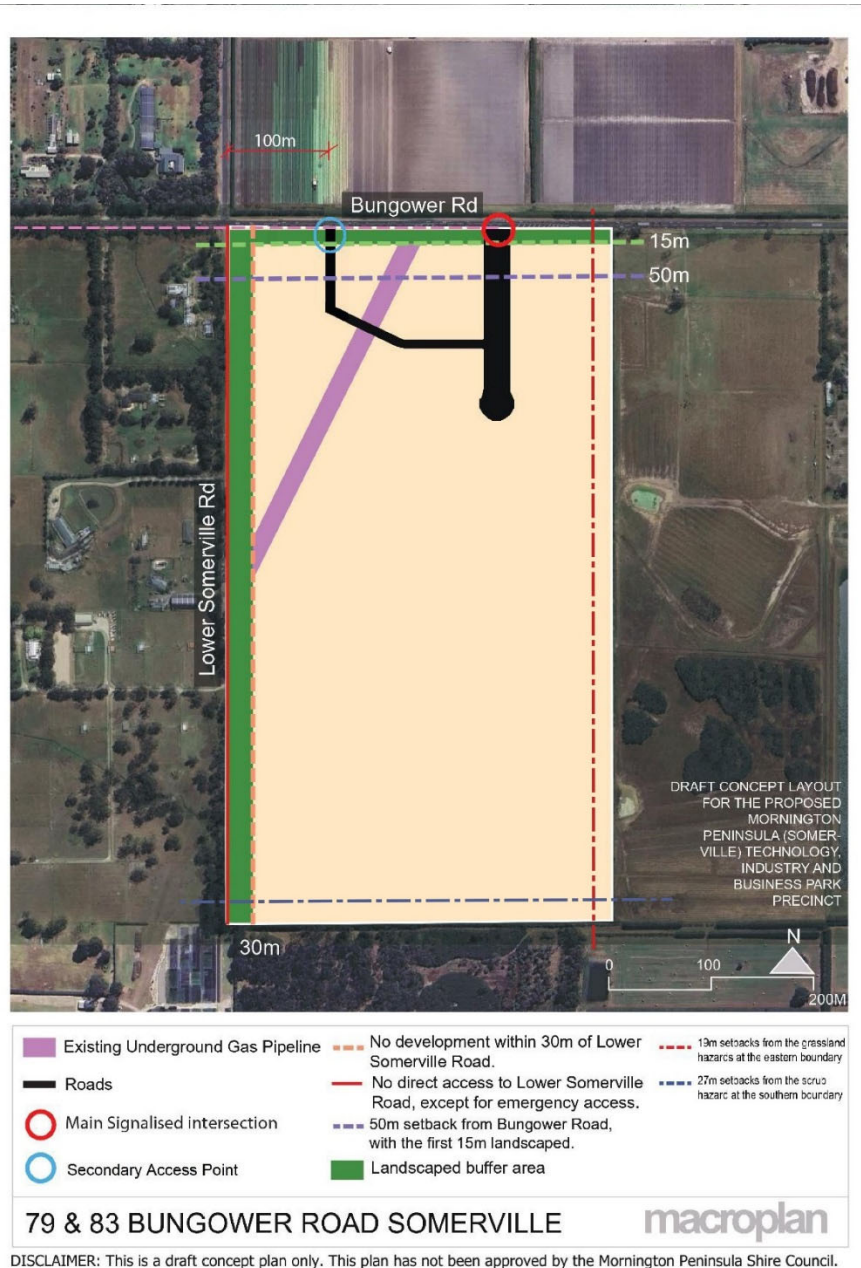 100m
Bungower Rd
15m
50m
Lower Somerville Rd
DRAFT CONCEPT LAYOUT
FOR THE PROPOSED
MORNINGTON
PENINSULA (SOMER-
VILLE) TECHNOLOGY,
INDUSTRY AND
BUSINESS PARK
PRECINCT
30m
N
0 100 200M
Existing Underground Gas Pipeline
Roads
Main Signalised intersection
Secondary Access Point
No development within 30m of Lower
Somerville Road.
No direct access to Lower Somerville
Road, except for emergency access.
50m setback from Bungower Road,
with the first 15m landscaped.
Landscaped buffer area
19m setbacks from the grassland
hazards at the eastern boundary
27m setbacks from the scrub
hazard at the southern boundary
79 & 83 BUNGOWER ROAD SOMERVILLE
macroplan
DISCLAIMER: This is a draft concept plan only. This plan has not been approved by the Mornington Peninsula Shire Council.